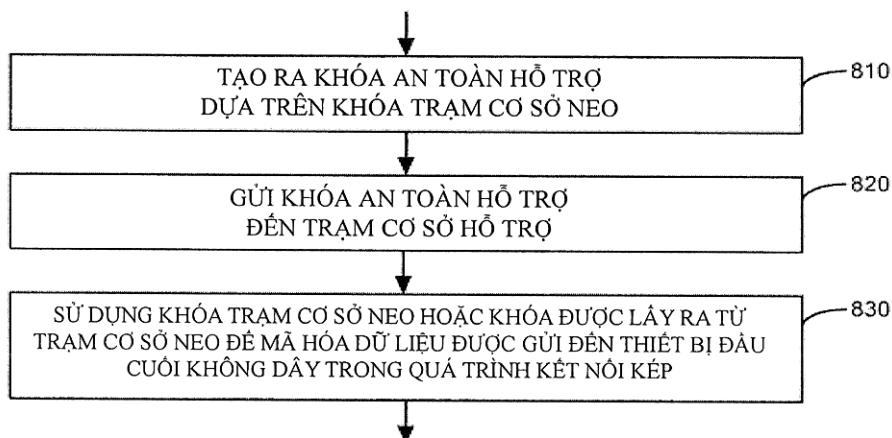 TẠO RA KHÓA AN TOÀN HỖ TRỢ
DỰA TRÊN KHÓA TRẠM CƠ SỞ NEO
810
GỬI KHÓA AN TOÀN HỖ TRỢ
ĐẾN TRẠM CƠ SỞ HỖ TRỢ
820
SỬ DỤNG KHÓA TRẠM CƠ SỞ NEO HOẶC KHÓA ĐƯỢC LẤY RA TỪ
TRẠM CƠ SỞ NEO ĐỂ MÃ HÓA DỮ LIỆU ĐƯỢC GỬI ĐẾN THIẾT BỊ ĐẦU
CUỐI KHÔNG DÂY TRONG QUÁ TRÌNH KẾT NỐI KÉP
830